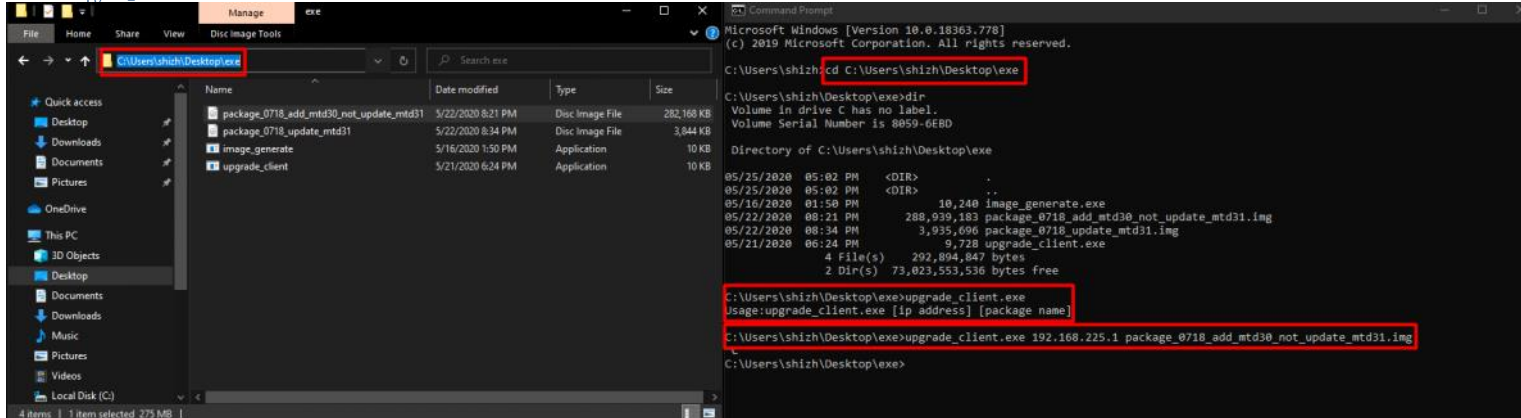 Manage
exe
File
Home
Share
View
Disc Image Tools
C:\Users\shizh\Desktop\exe
Search exe
Name
Date modified
Type
Size
Quick access
Desktop
Downloads
Documents
Pictures
OneDrive
This PC
3D Objects
Desktop
Documents
Downloads
Music
Pictures
Videos
Local Disk (C:)
package_0718_add_mtd30_not_update_mtd31 5/22/2020 8:21 PM Disc Image File 282,168 KB
package_0718_update_mtd31 5/22/2020 8:34 PM Disc Image File 3,844 KB
image_generate 5/16/2020 1:50 PM Application 10 KB
upgrade_client 5/21/2020 6:24 PM Application 10 KB
4 items | 1 item selected 275 MB |
Command Prompt
Microsoft Windows [Version 10.0.18363.778]
(c) 2019 Microsoft Corporation. All rights reserved.
C:\Users\shizh>cd C:\Users\shizh\Desktop\exe
C:\Users\shizh\Desktop\exe>dir
Volume in drive C has no label.
Volume Serial Number is 8059-6EBD
Directory of C:\Users\shizh\Desktop\exe
05/25/2020 05:02 PM <DIR> .
05/25/2020 05:02 PM <DIR> ..
05/16/2020 01:50 PM 10,240 image_generate.exe
05/22/2020 08:21 PM 288,939,183 package_0718_add_mtd30_not_update_mtd31.img
05/22/2020 08:34 PM 3,935,696 package_0718_update_mtd31.img
05/21/2020 06:24 PM 9,728 upgrade_client.exe
4 File(s) 292,894,847 bytes
2 Dir(s) 73,023,553,536 bytes free
C:\Users\shizh\Desktop\exe>upgrade_client.exe
Usage:upgrade_client.exe [ip address] [package name]
C:\Users\shizh\Desktop\exe>upgrade_client.exe 192.168.225.1 package_0718_add_mtd30_not_update_mtd31.img
C:\Users\shizh\Desktop\exe>